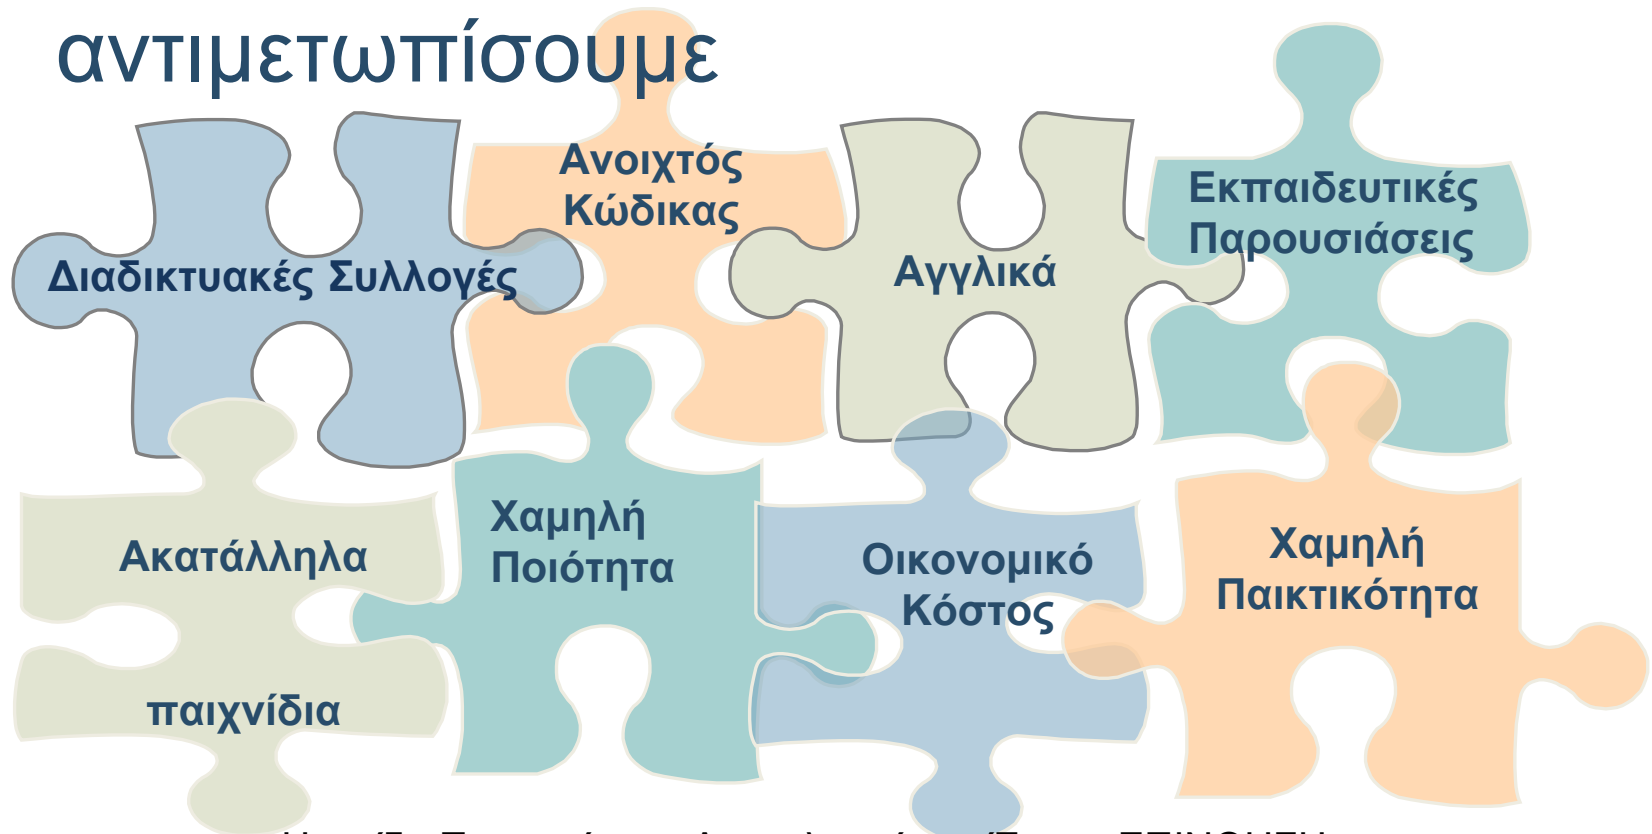 αντιμετωπίσουμε
Ανοιχτός
Κώδικας
Εκπαιδευτικές
Παρουσιάσεις
Διαδικτυακές Συλλογές
Αγγλικά
Χαμηλή
Ποιότητα
Ακατάλληλα
παιχνίδια
Οικονομικό
Κόστος
Χαμηλή
Παικτικότητα